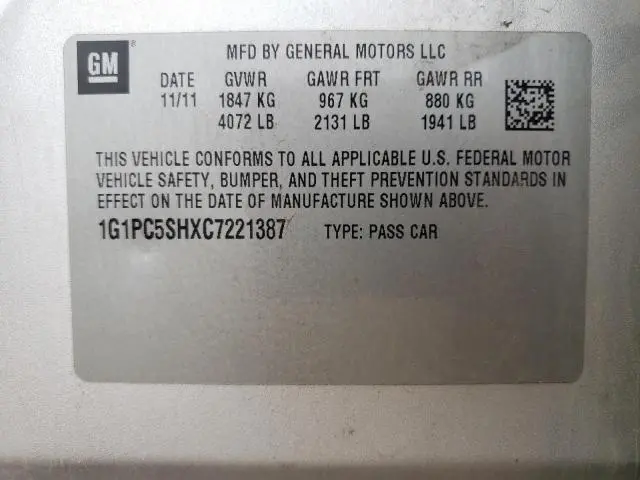 GM ®
MFD BY GENERAL MOTORS LLC
DATE GVWR GAWR FRT GAWR RR
11/11 1847 KG 967 KG 880 KG
4072 LB 2131 LB 1941 LB
THIS VEHICLE CONFORMS TO ALL APPLICABLE U.S. FEDERAL MOTOR
VEHICLE SAFETY, BUMPER, AND THEFT PREVENTION STANDARDS IN
EFFECT ON THE DATE OF MANUFACTURE SHOWN ABOVE.
1G1PC5SHXC7221387 TYPE: PASS CAR